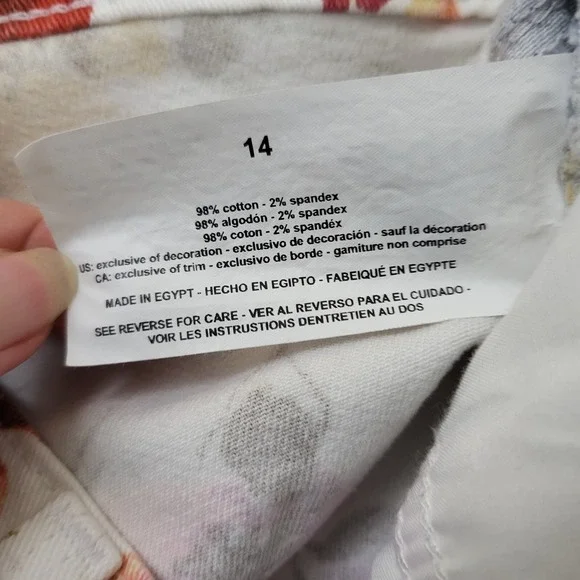 14
98% cotton - 2% spandex
98% algodón - 2% spandex
98% coton - 2% spandéx
US: exclusive of decoration - exclusivo de decoración - sauf la décoration
CA: exclusive of trim - exclusivo de borde - gamiture non comprise
MADE IN EGYPT - HECHO EN EGIPTO - FABEIQUÉ EN EGYPTE
SEE REVERSE FOR CARE - VER AL REVERSO PARA EL CUIDADO -
VOIR LES INSTRUSTIONS DENTRETIEN AU DOS